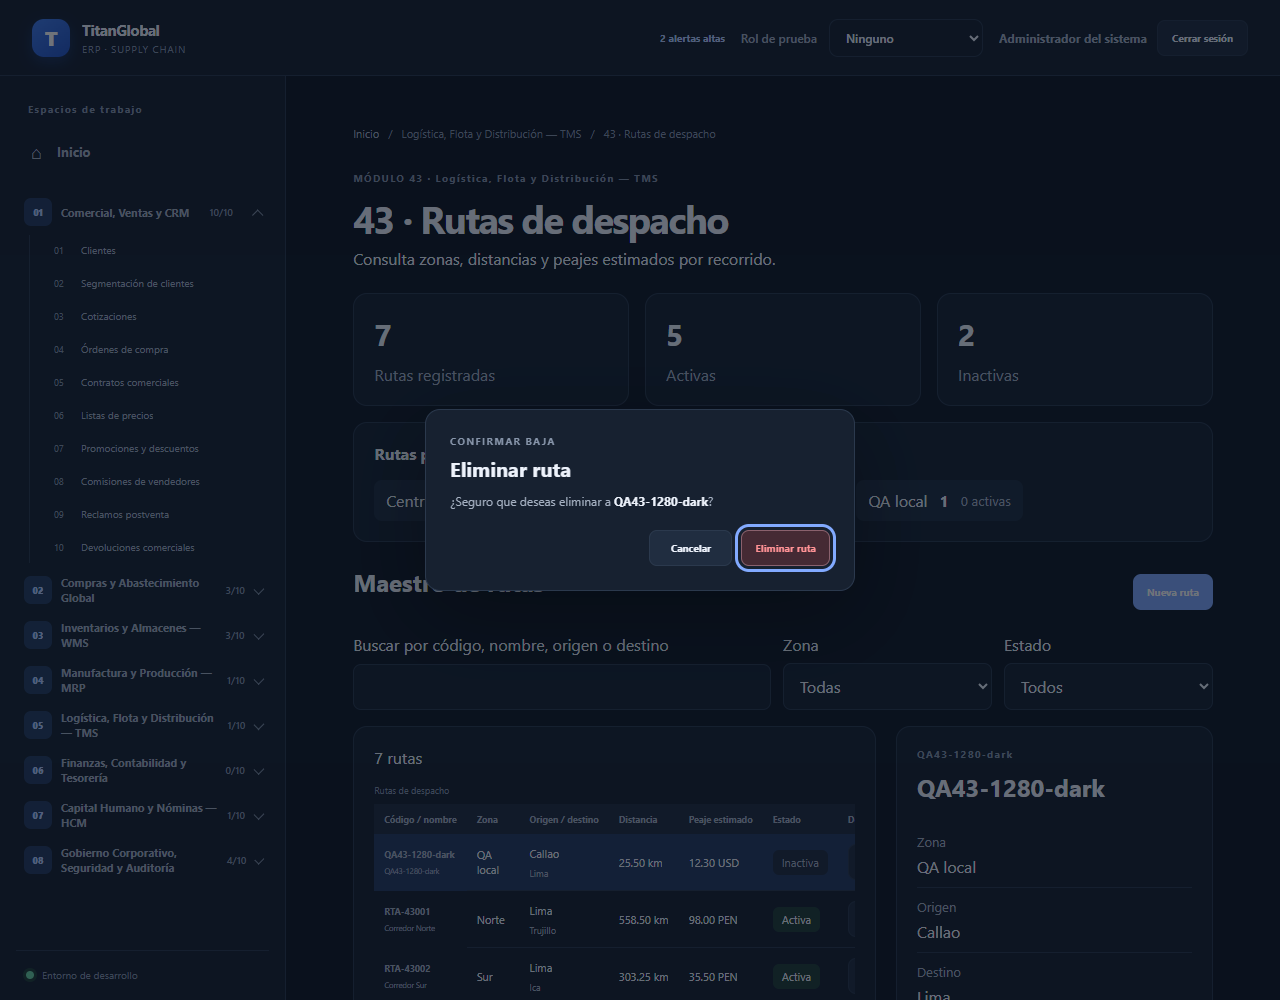 T
TitanGlobal
ERP · SUPPLY CHAIN
2 alertas altas
Rol de prueba
Ninguno
Administrador del sistema
Cerrar sesión
Espacios de trabajo
Inicio
01 Comercial, Ventas y CRM 10/10
01 Clientes
02 Segmentación de clientes
03 Cotizaciones
04 Órdenes de compra
05 Contratos comerciales
06 Listas de precios
07 Promociones y descuentos
08 Comisiones de vendedores
09 Reclamos postventa
10 Devoluciones comerciales
02 Compras y Abastecimiento Global 3/10
03 Inventarios y Almacenes — WMS 3/10
04 Manufactura y Producción — MRP 1/10
05 Logística, Flota y Distribución — TMS 1/10
06 Finanzas, Contabilidad y Tesorería 0/10
07 Capital Humano y Nóminas — HCM 1/10
08 Gobierno Corporativo, Seguridad y Auditoría 4/10
Entorno de desarrollo
Inicio / Logística, Flota y Distribución — TMS / 43 · Rutas de despacho
MÓDULO 43 · Logística, Flota y Distribución — TMS
43 · Rutas de despacho
Consulta zonas, distancias y peajes estimados por recorrido.
7
Rutas registradas
5
Activas
2
Inactivas
Rutas p
Centr
QA local 1 0 activas
CONFIRMAR BAJA
Eliminar ruta
¿Seguro que deseas eliminar a QA43-1280-dark?
Cancelar
Eliminar ruta
Maestr
Nueva ruta
Buscar por código, nombre, origen o destino
Zona
Todas
Estado
Todos
7 rutas
Rutas de despacho
Código / nombre Zona Origen / destino Distancia Peaje estimado Estado D
QA43-1280-dark QA local Callao 25.50 km 12.30 USD Inactiva
QA43-1280-dark Lima
RTA-43001 Norte Lima 558.50 km 98.00 PEN Activa
Corredor Norte Trujillo
RTA-43002 Sur Lima 303.25 km 35.50 PEN Activa
Corredor Sur Ica
QA43-1280-dark
QA43-1280-dark
Zona
QA local
Origen
Callao
Destino
Lima